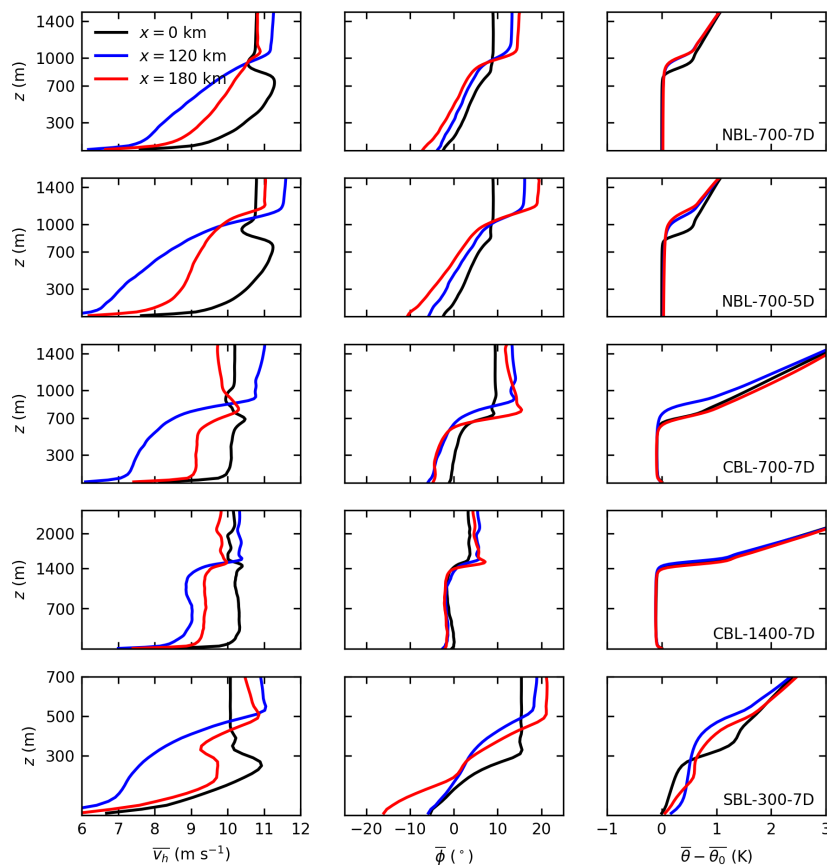 1400
1000
700
300
z (m)
x = 0 km
x = 120 km
x = 180 km
NBL-700-7D
1400
1000
700
300
z (m)
NBL-700-5D
1400
1000
700
300
z (m)
CBL-700-7D
2000
1400
700
z (m)
CBL-1400-7D
700
500
300
z (m)
SBL-300-7D
6 7 8 9 10 11 12
−20 −10 0 10 20
−1 0 1 2 3
v̅ₕ (m s⁻¹)
ϕ̅ (°)
θ̅ − θ̅₀ (K)